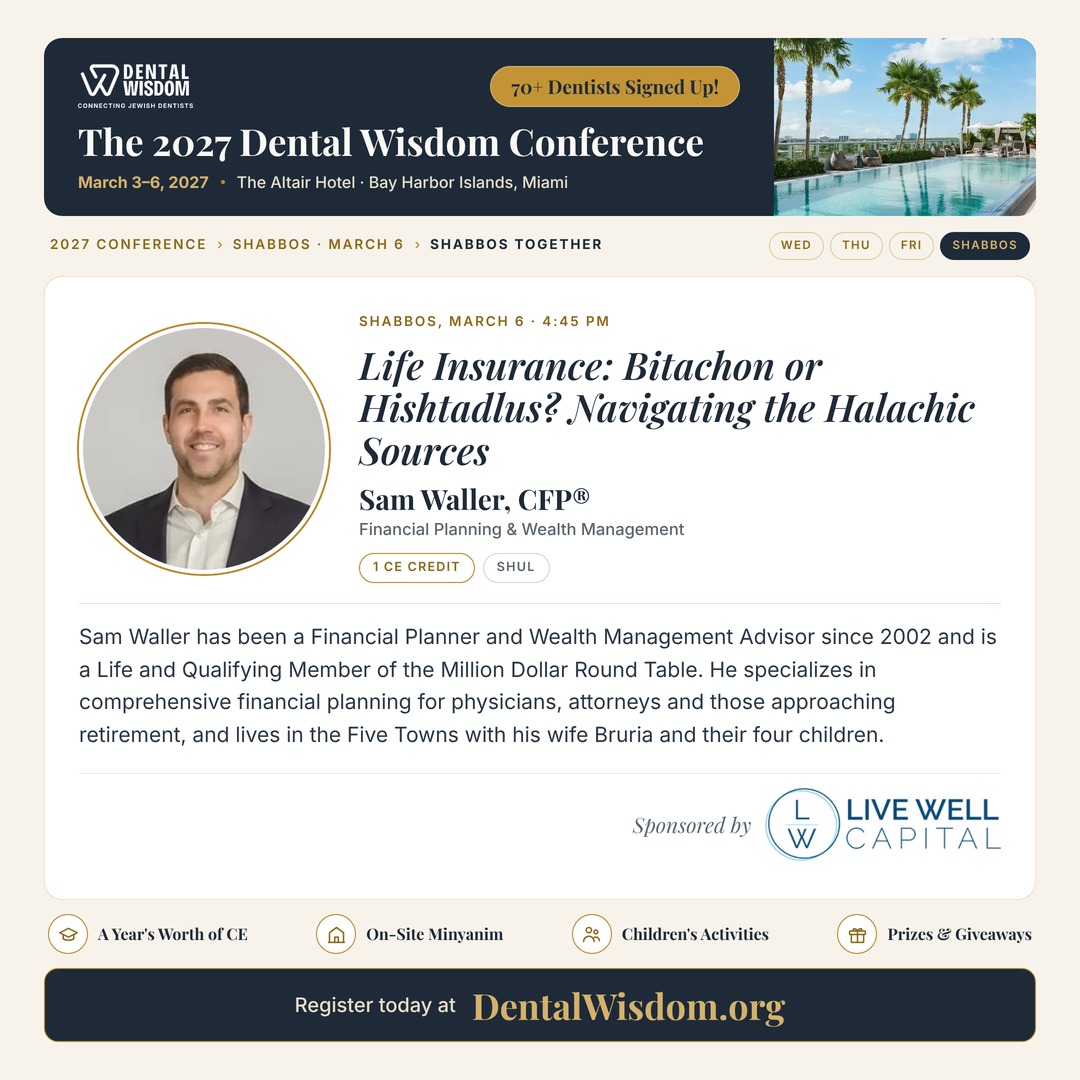 DENTAL
WISDOM
CONNECTING JEWISH DENTISTS
70+ Dentists Signed Up!
The 2027 Dental Wisdom Conference
March 3–6, 2027 • The Altair Hotel · Bay Harbor Islands, Miami
2027 CONFERENCE › SHABBOS · MARCH 6 › SHABBOS TOGETHER
WED THU FRI SHABBOS
SHABBOS, MARCH 6 · 4:45 PM
Life Insurance: Bitachon or
Hishtadlus? Navigating the Halachic
Sources
Sam Waller, CFP®
Financial Planning & Wealth Management
1 CE CREDIT SHUL
Sam Waller has been a Financial Planner and Wealth Management Advisor since 2002 and is
a Life and Qualifying Member of the Million Dollar Round Table. He specializes in
comprehensive financial planning for physicians, attorneys and those approaching
retirement, and lives in the Five Towns with his wife Bruria and their four children.
Sponsored by
L
W
LIVE WELL
CAPITAL
A Year's Worth of CE
On-Site Minyanim
Children's Activities
Prizes & Giveaways
Register today at DentalWisdom.org